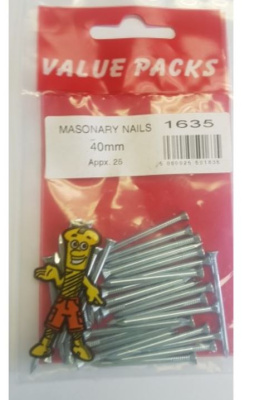 VALUE PACKS
MASONARY NAILS 1635
40mm
Appx. 25